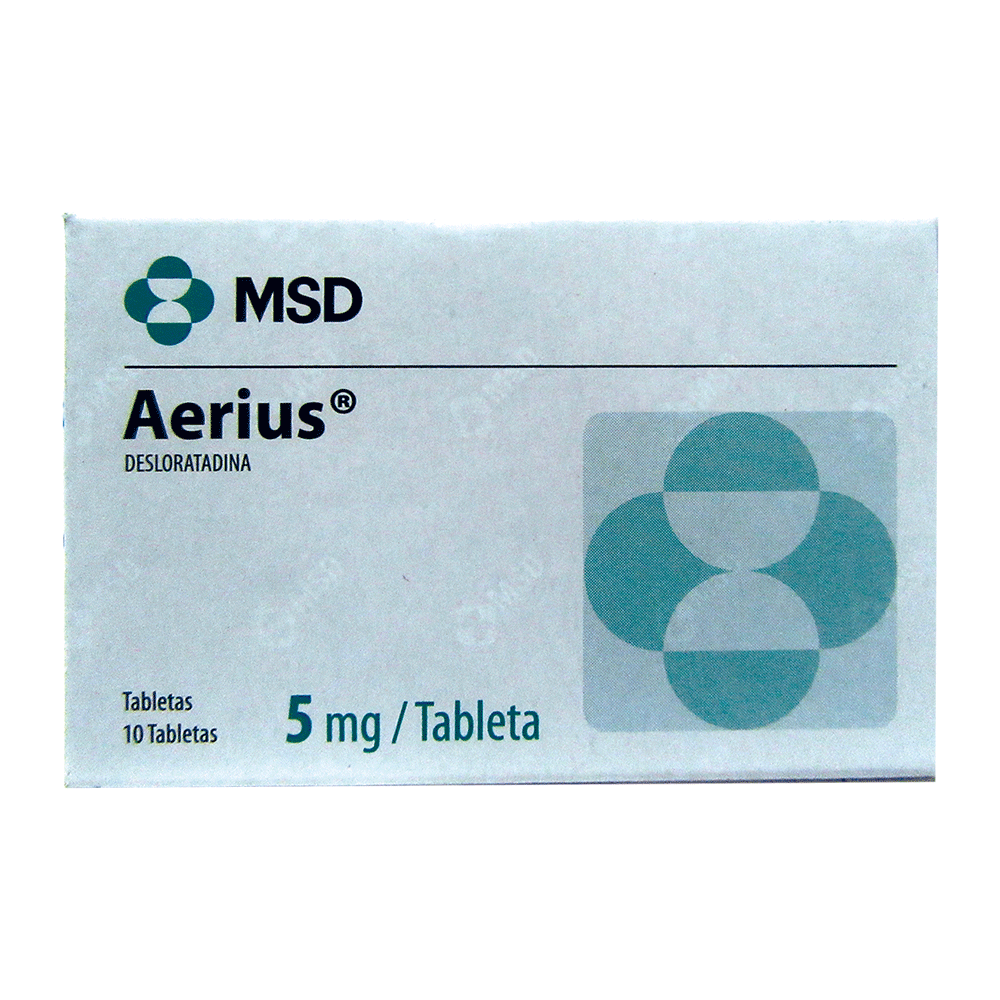 MSD
Aerius®
DESLORATADINA
Tabletas
10 Tabletas
5 mg / Tableta